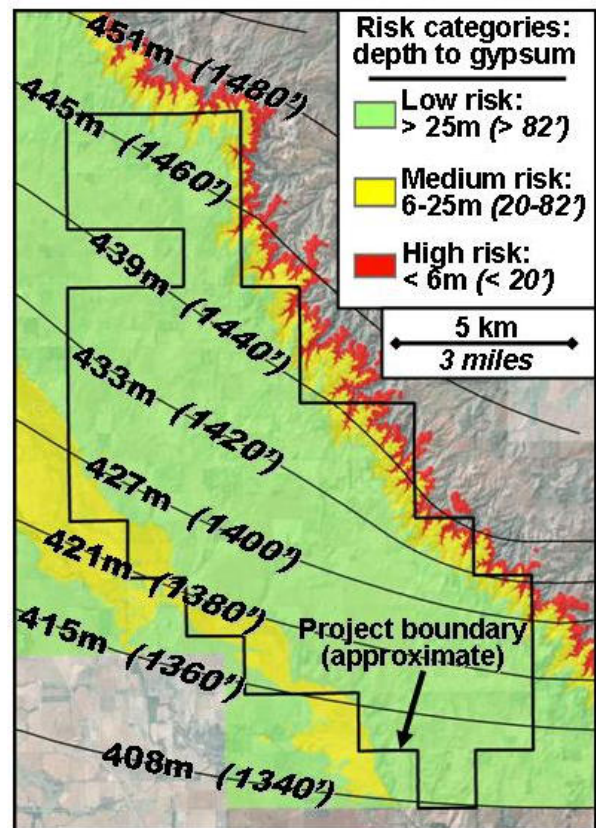 451m (1480')
445m (1460')
439m (1440')
433m (1420')
427m (1400')
421m (1380')
415m (1360')
408m (1340')
Risk categories:
depth to gypsum
Low risk:
> 25m (> 82')
Medium risk:
6-25m (20-82')
High risk:
< 6m (< 20')
5 km
3 miles
Project boundary
(approximate)